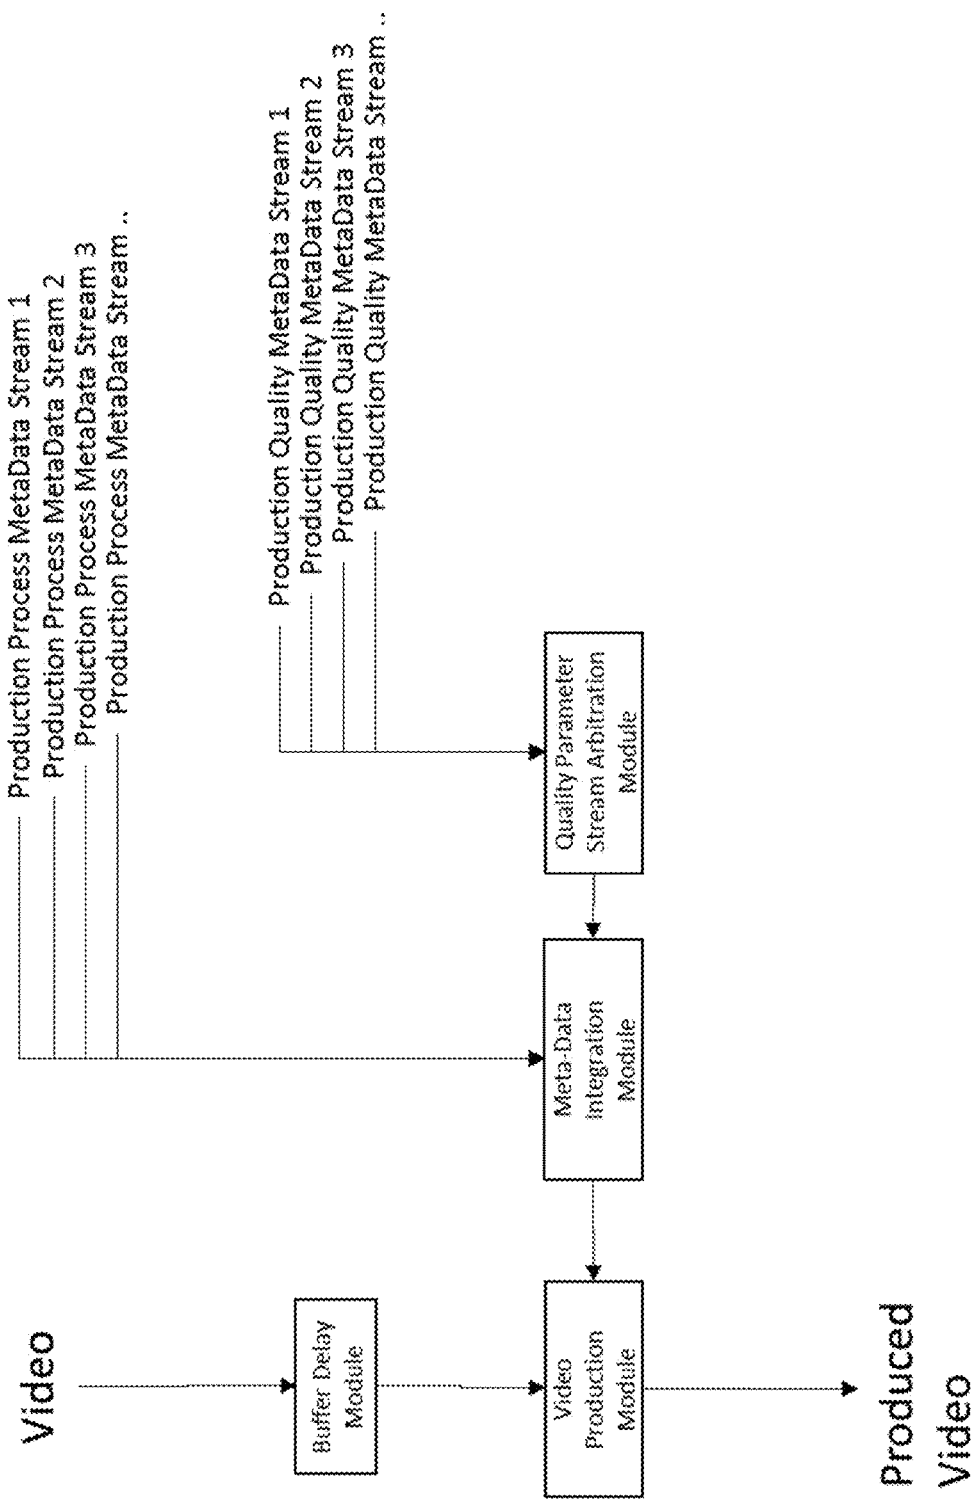 Production Process MetaData Stream 1
Production Process MetaData Stream 2
Production Process MetaData Stream 3
Production Process MetaData Stream ..
Production Quality MetaData Stream 1
Production Quality MetaData Stream 2
Production Quality MetaData Stream 3
Production Quality MetaData Stream ..
Video
Buffer Delay
Module
Video
Production
Module
Meta-Data
Integration
Module
Quality Parameter
Stream Arbitration
Module
Produced
Video